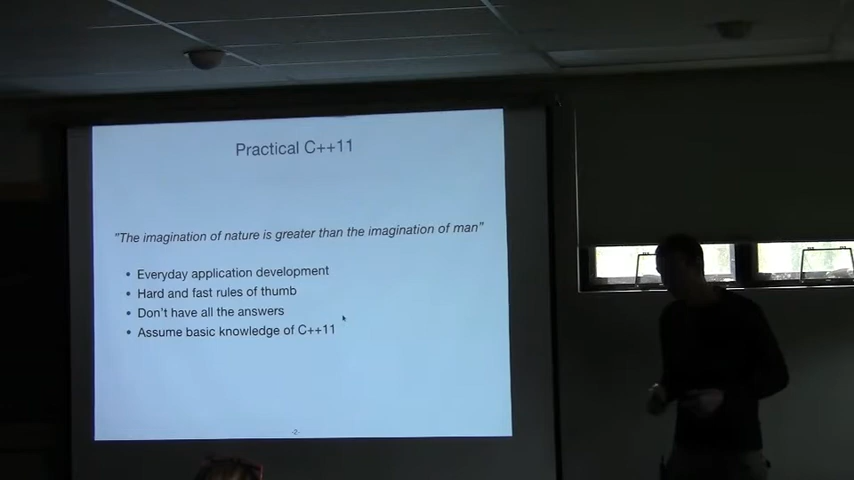 Practical C++11
"The imagination of nature is greater than the imagination of man"
• Everyday application development
• Hard and fast rules of thumb
• Don't have all the answers
• Assume basic knowledge of C++11
-2-